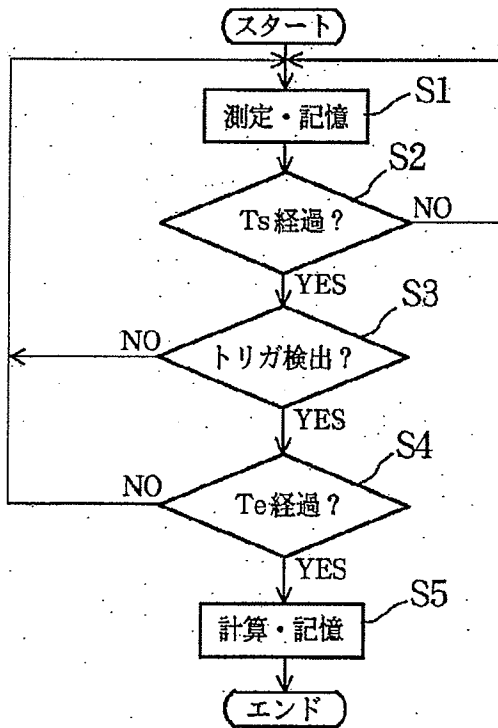 スタート
S1
測定・記憶
S2
Ts経過?
NO
YES
S3
NO
トリガ検出?
YES
S4
NO
Te経過?
YES
S5
計算・記憶
エンド